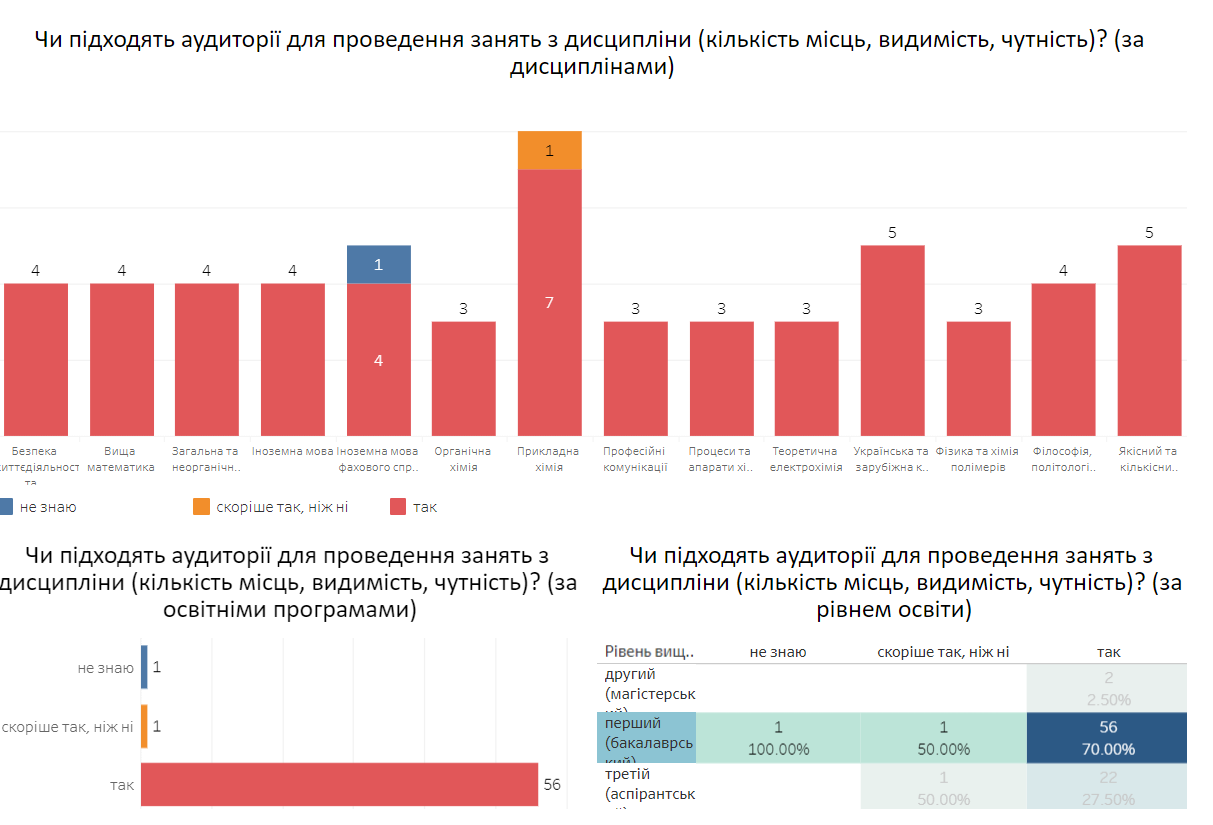 Чи підходять аудиторії для проведення занять з дисципліни (кількість місць, видимість, чутність)? (за
дисциплінами)
1
5
5
4
4
4
4
1
4
3
7
3
3
3
3
4
Безпека
Вища
Загальна та
Іноземна мова
Іноземна мова
Органічна
Прикладна
Професійні
Процеси та
Теоретична
Українська та
Фізика та хімія
Філософія,
Якісний та
иттєдіяльност
математика
неорганічн..
фахового спр..
хімія
хімія
комунікації
апарати хі..
електрохімія
зарубіжна к..
полімерів
політологі..
кількісни..
та
не знаю
скоріше так, ніж ні
так
Чи підходять аудиторії для проведення занять з
дисципліни (кількість місць, видимість, чутність)? (за
освітніми програмами)
не знаю 1
скоріше так, ніж ні 1
так 56
Чи підходять аудиторії для проведення занять з
дисципліни (кількість місць, видимість, чутність)? (за
рівнем освіти)
Рівень вищ.. не знаю скоріше так, ніж ні так
другий 2
(магістерськ 2.50%
перший 1 1 56
(бакалаврсь 100.00% 50.00% 70.00%
третій 1 22
(аспірантськ 50.00% 27.50%